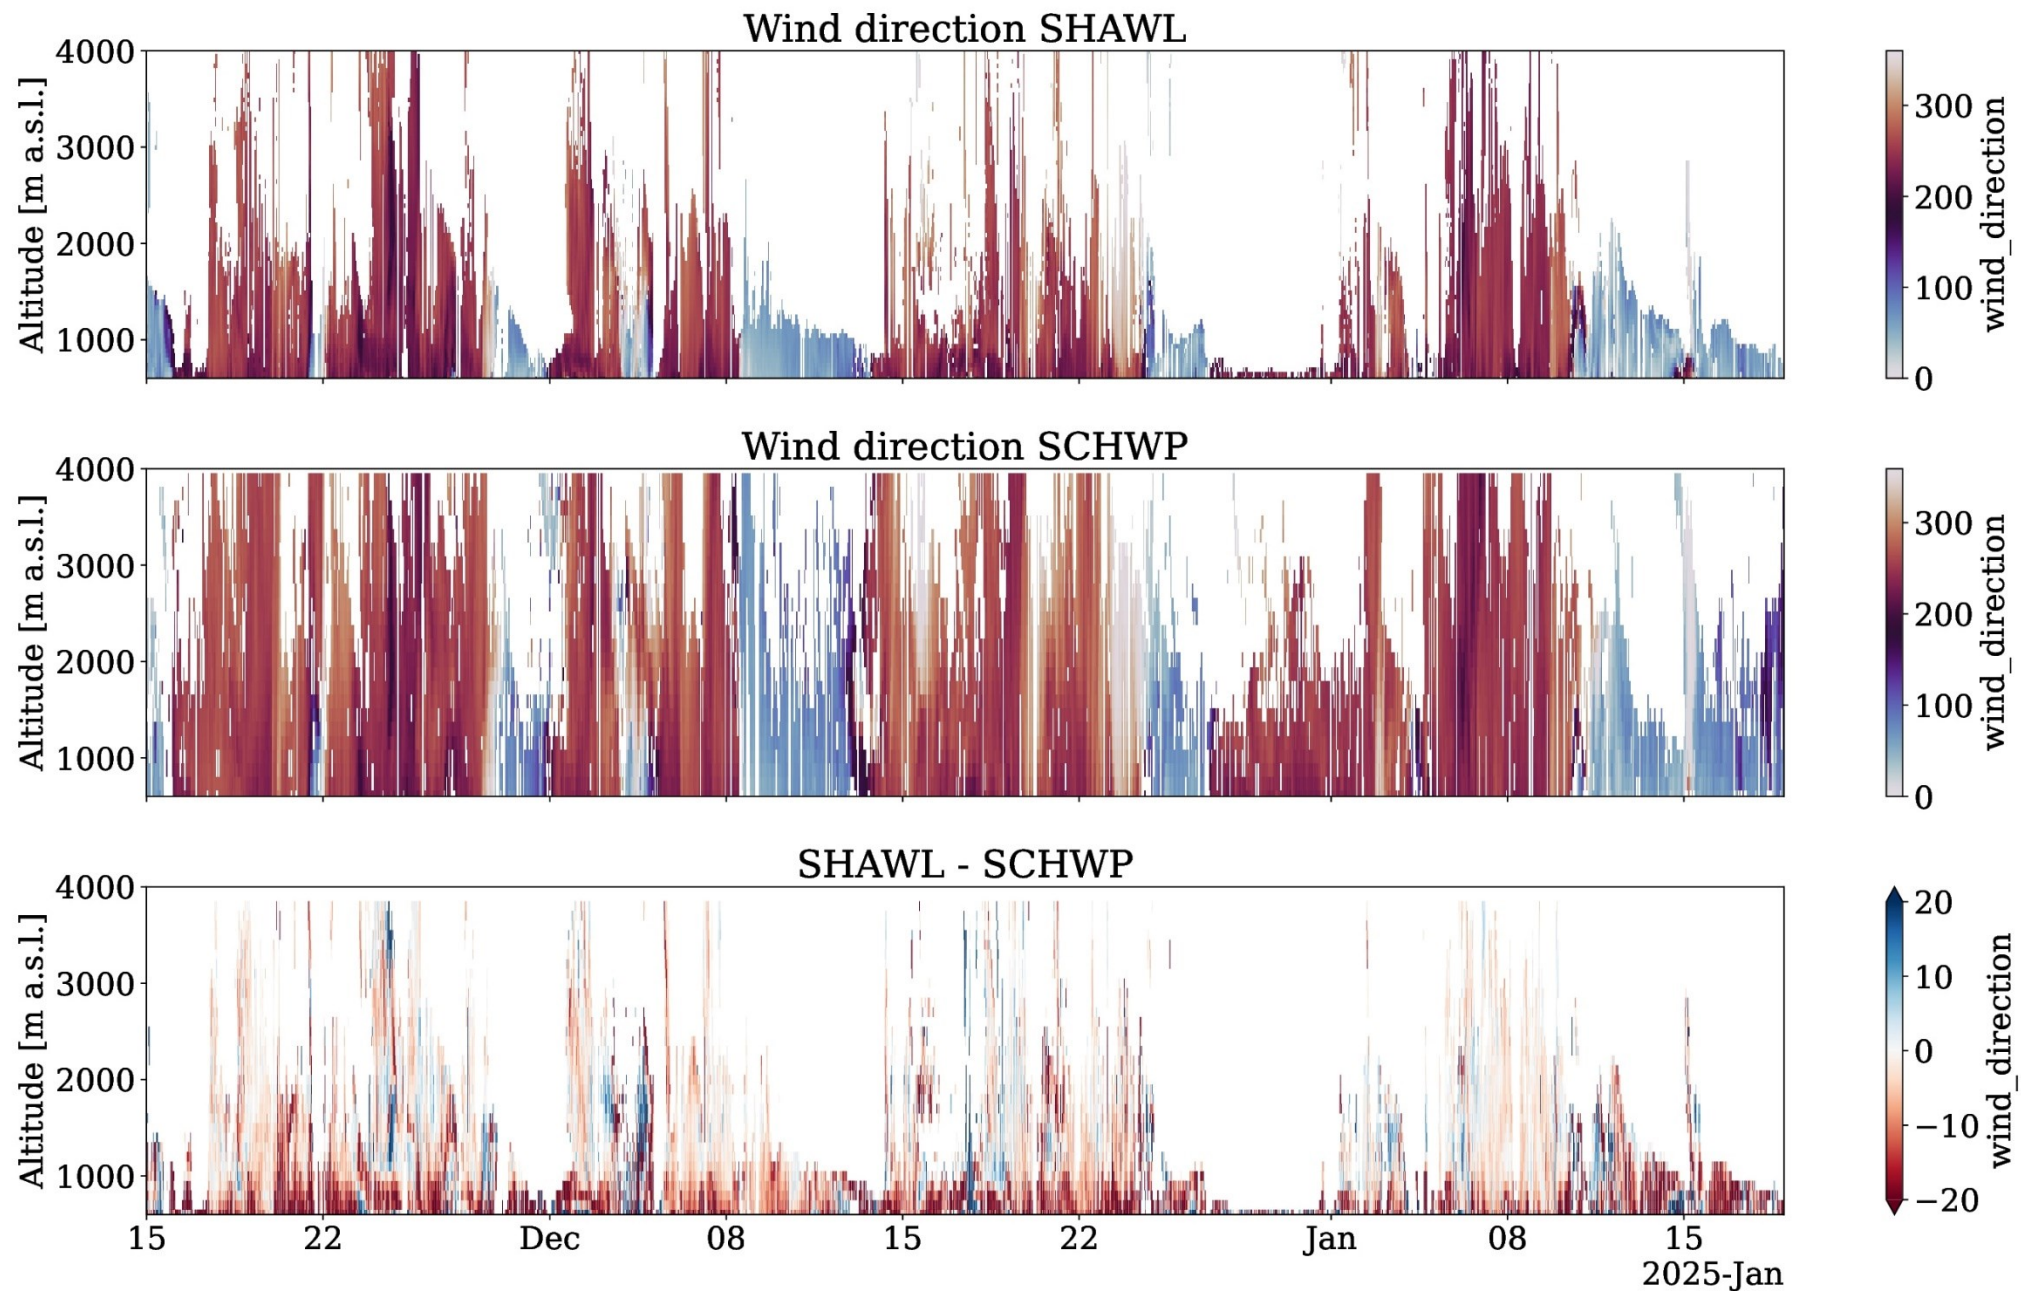 Wind direction SHAWL
4000
3000
2000
1000
Altitude [m a.s.l.]
300
200
100
0
wind_direction
Wind direction SCHWP
4000
3000
2000
1000
Altitude [m a.s.l.]
300
200
100
0
wind_direction
SHAWL - SCHWP
4000
3000
2000
1000
Altitude [m a.s.l.]
20
10
0
−10
−20
wind_direction
15 22 Dec 08 15 22 Jan 08 15
2025-Jan